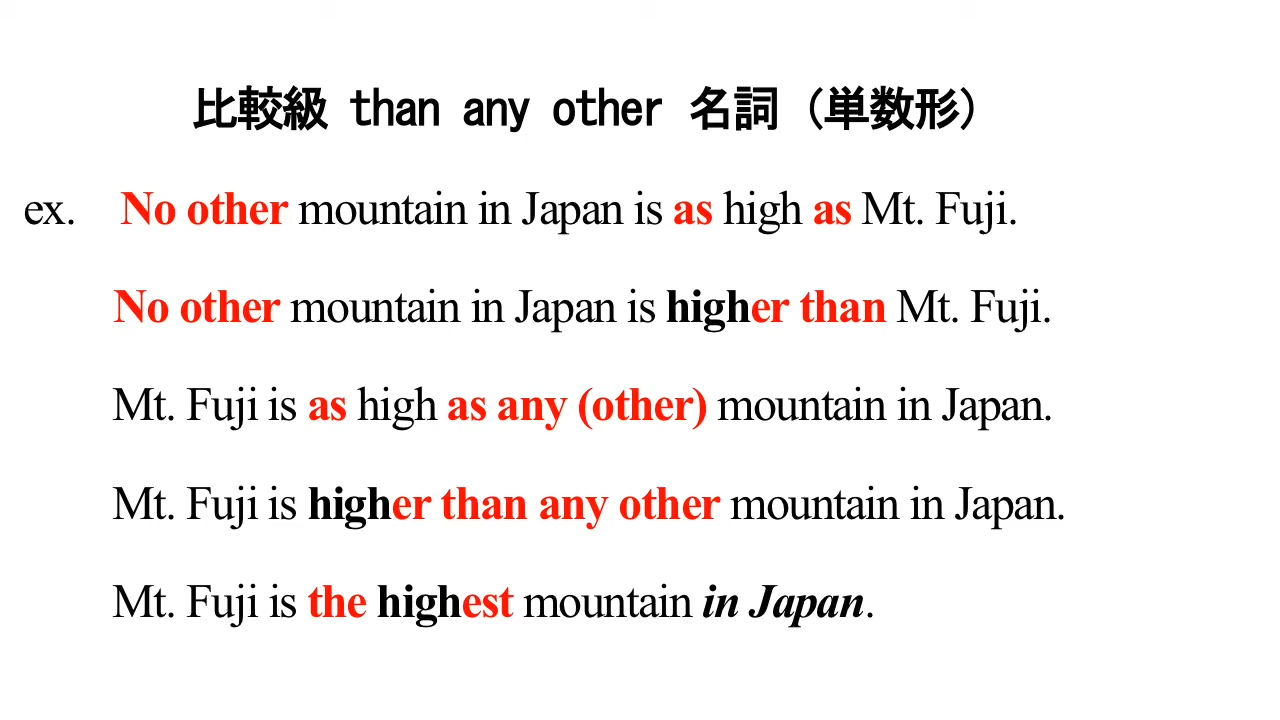 比較級 than any other 名詞 (単数形)
ex. No other mountain in Japan is as high as Mt. Fuji.
No other mountain in Japan is higher than Mt. Fuji.
Mt. Fuji is as high as any (other) mountain in Japan.
Mt. Fuji is higher than any other mountain in Japan.
Mt. Fuji is the highest mountain in Japan.